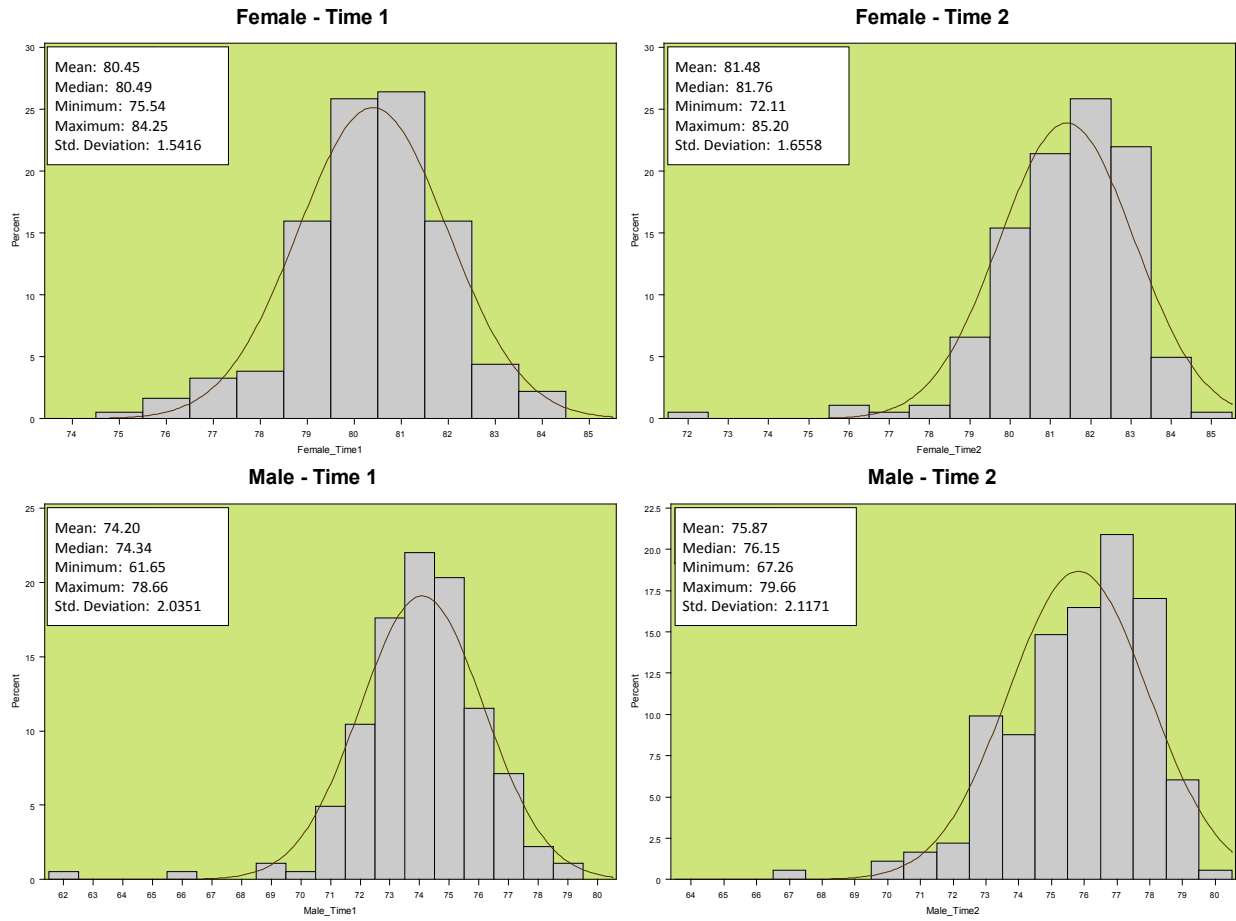 Female - Time 1
Mean: 80.45
Median: 80.49
Minimum: 75.54
Maximum: 84.25
Std. Deviation: 1.5416
30
25
20
15
10
5
0
Percent
74 75 76 77 78 79 80 81 82 83 84 85
Female_Time1
Female - Time 2
Mean: 81.48
Median: 81.76
Minimum: 72.11
Maximum: 85.20
Std. Deviation: 1.6558
30
25
20
15
10
5
0
Percent
72 73 74 75 76 77 78 79 80 81 82 83 84 85
Female_Time2
Male - Time 1
Mean: 74.20
Median: 74.34
Minimum: 61.65
Maximum: 78.66
Std. Deviation: 2.0351
25
20
15
10
5
0
Percent
62 63 64 65 66 67 68 69 70 71 72 73 74 75 76 77 78 79 80
Male_Time1
Male - Time 2
Mean: 75.87
Median: 76.15
Minimum: 67.26
Maximum: 79.66
Std. Deviation: 2.1171
22.5
20.0
17.5
15.0
12.5
10.0
7.5
5.0
2.5
0
Percent
64 65 66 67 68 69 70 71 72 73 74 75 76 77 78 79 80
Male_Time2